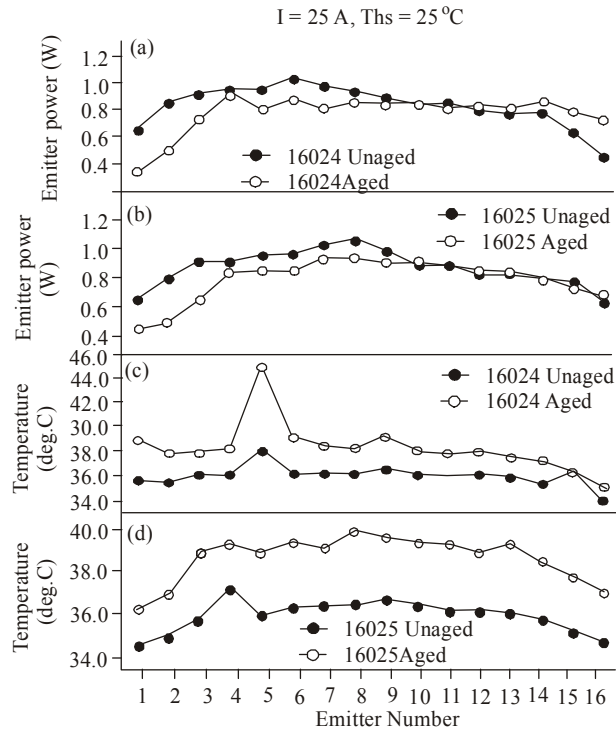 I = 25 A, Ths = 25 °C
(a)
Emitter power (W)
1.2
1.0
0.8
0.6
0.4
16024 Unaged
16024Aged
(b)
Emitter power
(W)
1.2
1.0
0.8
0.6
0.4
16025 Unaged
16025 Aged
(c)
Temperature
(deg.C)
46.0
44.0
42.0
38.0
36.0
34.0
16024 Unaged
16024 Aged
(d)
Temperature
(deg.C)
40.0
38.0
36.0
34.0
16025 Unaged
16025Aged
1 2 3 4 5 6 7 8 9 10 11 12 13 14 15 16
Emitter Number